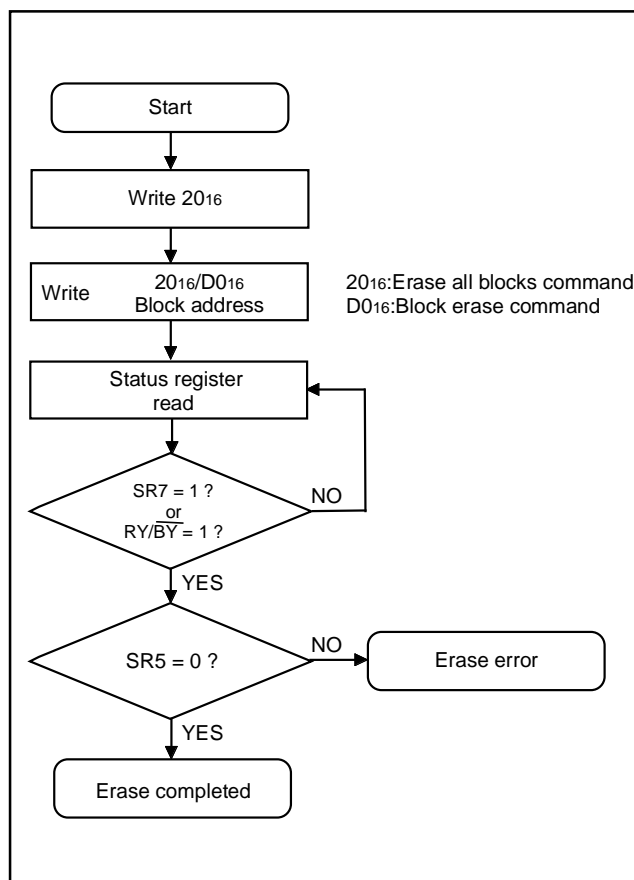 Start
Write 20₁₆
Write 20₁₆/D0₁₆
Block address
20₁₆:Erase all blocks command
D0₁₆:Block erase command
Status register
read
SR7 = 1 ?
or
RY/B̅Y̅ = 1 ?
NO
YES
SR5 = 0 ?
NO
Erase error
YES
Erase completed